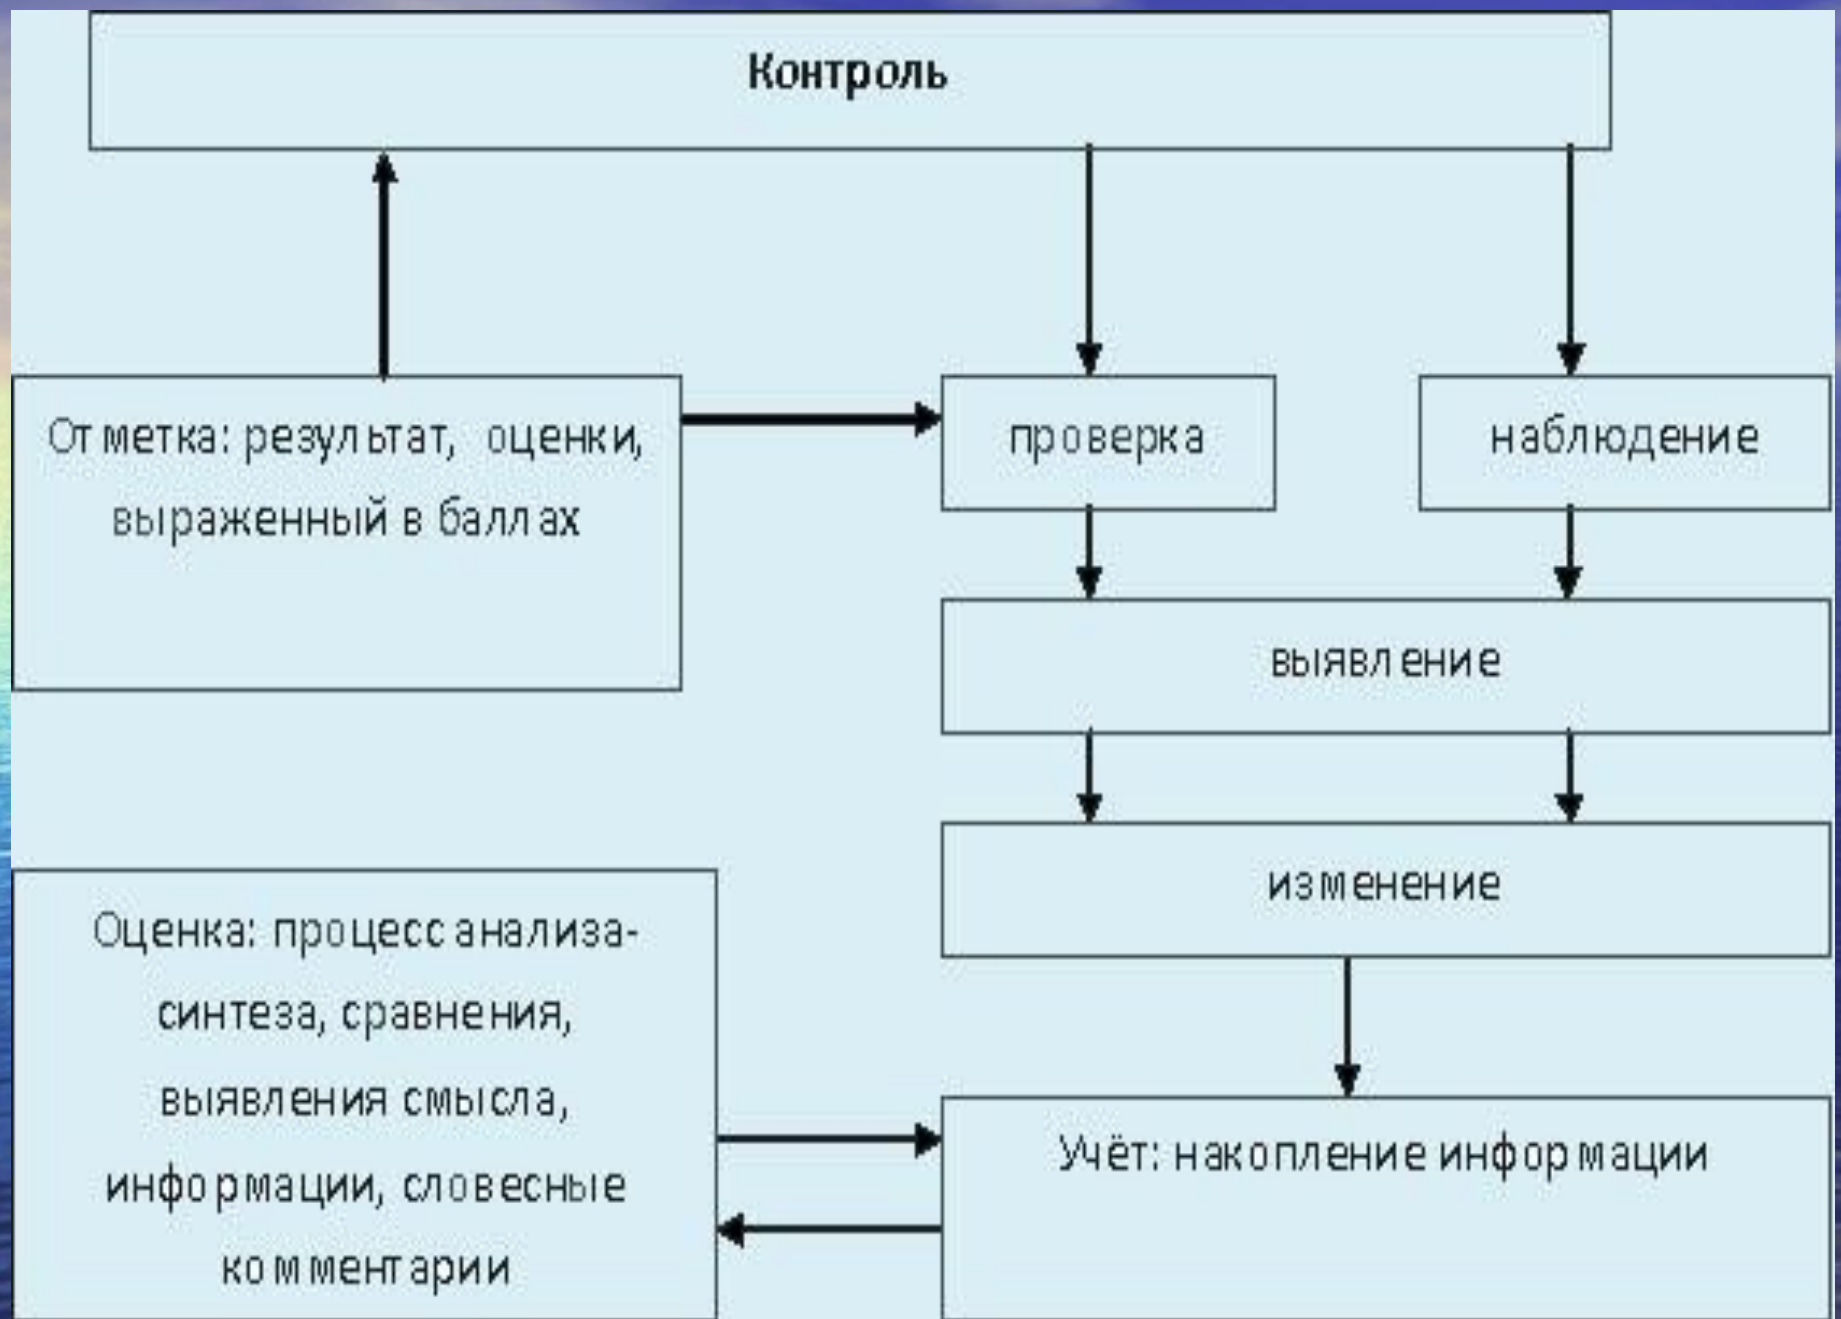 Контроль
Отметка: результат, оценки,
выраженный в баллах
проверка
наблюдение
выявление
изменение
Оценка: процесс анализа-
синтеза, сравнения,
выявления смысла,
информации, словесные
комментарии
Учёт: накопление информации